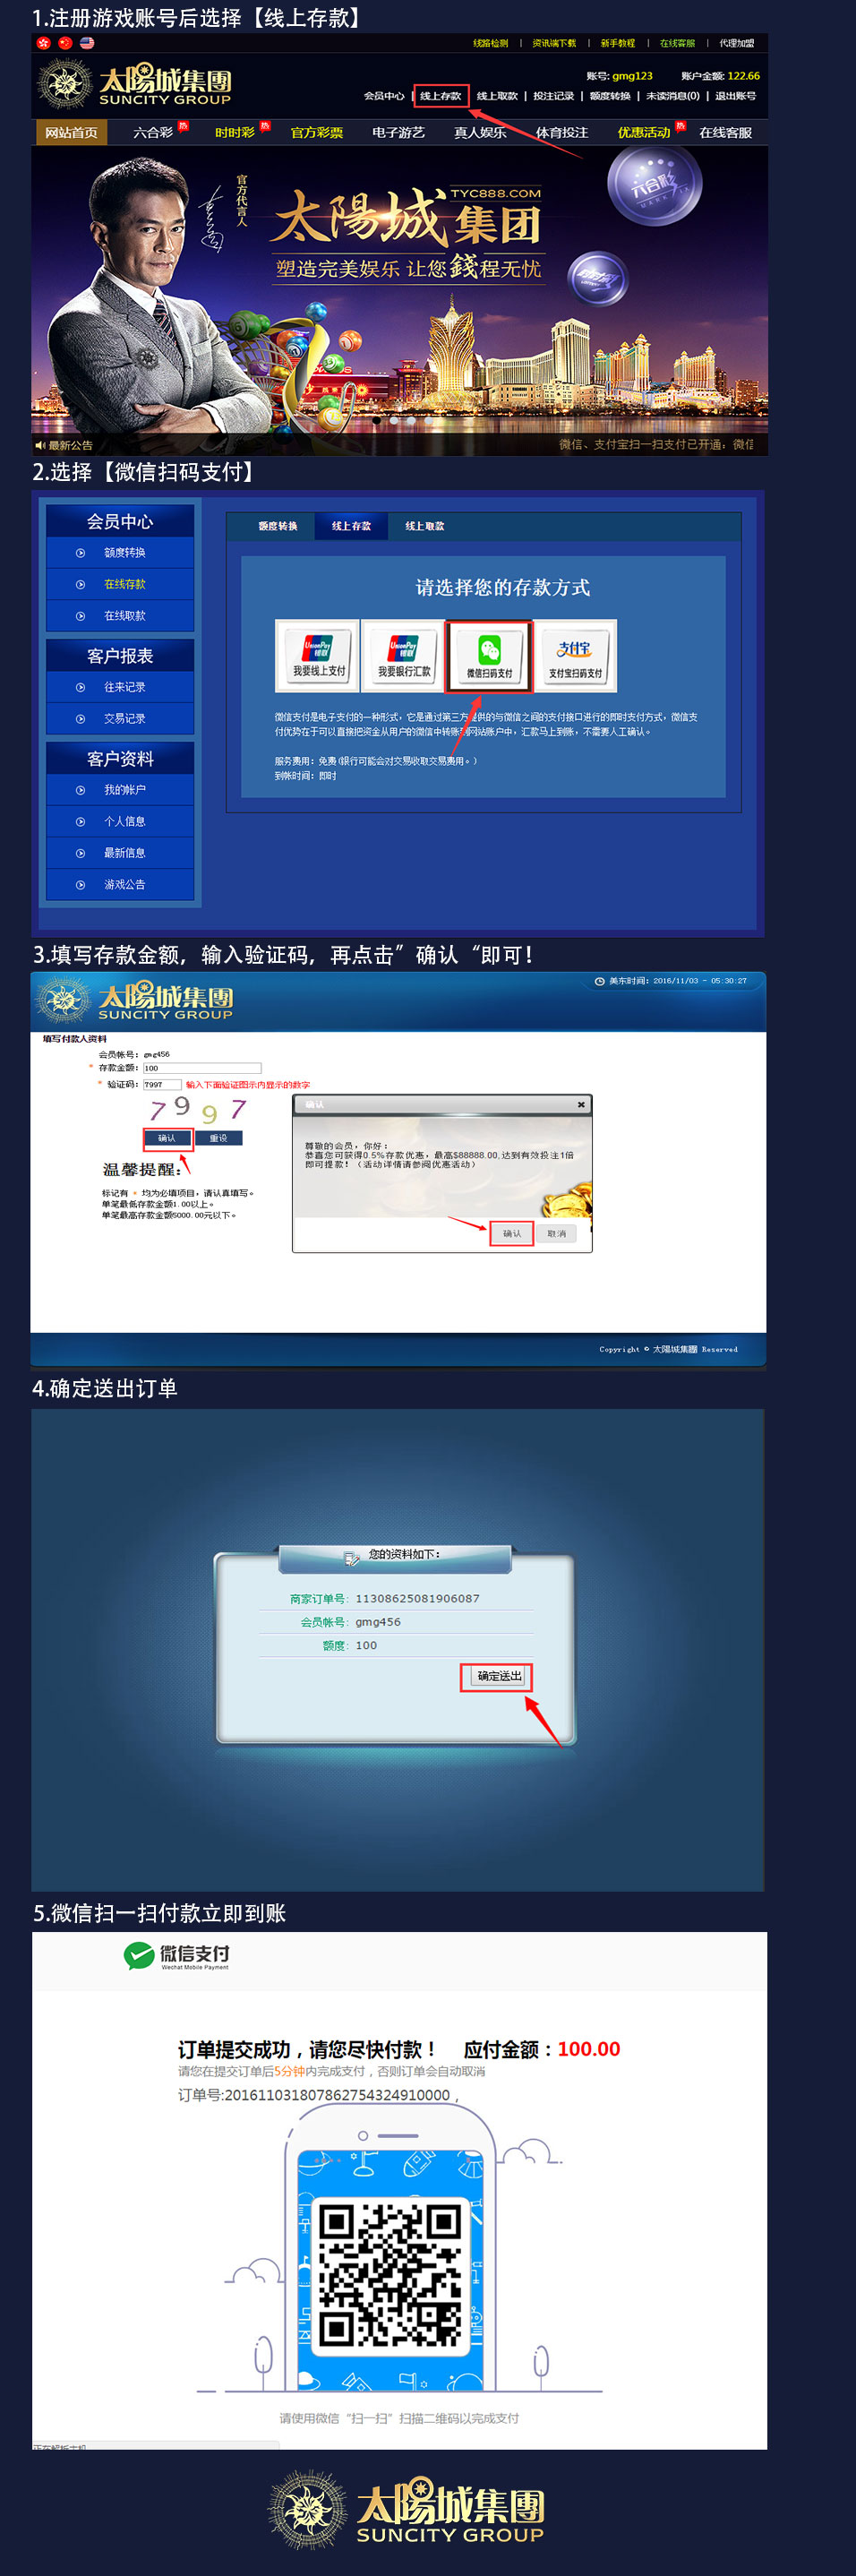 1.注册游戏账号后选择【线上存款】
线路检测 | 资讯端下载 | 新手教程 | 在线客服 | 代理加盟
太陽城集團
SUNCITY GROUP
账号: gmg123 账户金额: 122.66
会员中心 | 线上存款 | 线上取款 | 投注记录 | 额度转换 | 未读消息(0) | 退出账号
网站首页 六合彩 热 时时彩 热 官方彩票 电子游艺 真人娱乐 体育投注 优惠活动 热 在线客服
官方代言人
太陽城集团
TYC888.COM
塑造完美娱乐 让您錢程无忧
六合彩
最新公告
微信、支付宝扫一扫支付已开通：微信
2.选择【微信扫码支付】
会员中心
额度转换
在线存款
在线取款
客户报表
往来记录
交易记录
客户资料
我的帐户
个人信息
最新信息
游戏公告
额度转换 线上存款 线上取款
请选择您的存款方式
UnionPay 银联 我要线上支付
UnionPay 银联 我要银行汇款
微信扫码支付
支付宝 支付宝扫码支付
微信支付是电子支付的一种形式，它是通过第三方提供的与微信之间的支付接口进行的即时支付方式，微信支
付优势在于可以直接把资金从用户的微信中转账到网站账户中，汇款马上到账，不需要人工确认。
服务费用：免费(银行可能会对交易收取交易费用。)
到帐时间：即时
3.填写存款金额，输入验证码，再点击”确认“即可！
太陽城集團
SUNCITY GROUP
美东时间：2016/11/03 - 05:30:27
填写付款人资料
会员帐号：gmg456
* 存款金额：100
* 验证码：7997 输入下面验证图示内显示的数字
7997
确认 重设
温馨提醒：
标记有 * 均为必填项目，请认真填写。
单笔最低存款金额1.00以上。
单笔最高存款金额5000.00元以下。
确认
尊敬的会员，你好：
恭喜您可获得0.5%存款优惠，最高$88888.00,达到有效投注1倍
即可提款！（活动详情请参阅优惠活动）
确认 取消
Copyright © 太陽城集團 Reserved
4.确定送出订单
您的资料如下：
商家订单号：11308625081906087
会员帐号：gmg456
额度：100
确定送出
5.微信扫一扫付款立即到账
微信支付
Wechat Mobile Payment
订单提交成功，请您尽快付款！ 应付金额：100.00
请您在提交订单后5分钟内完成支付，否则订单会自动取消
订单号:201611031807862754324910000，
请使用微信“扫一扫”扫描二维码以完成支付
正在解析主机
太陽城集團
SUNCITY GROUP